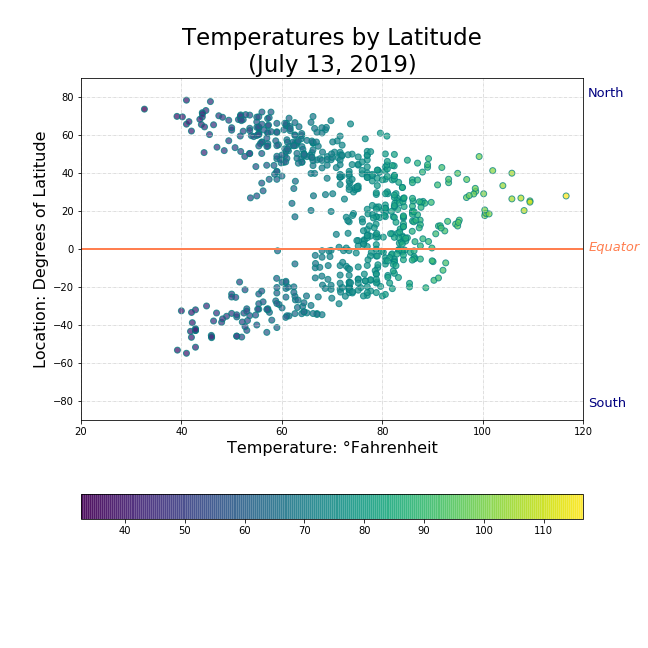 Temperatures by Latitude
(July 13, 2019)
North
80
60
40
20
0
−20
−40
−60
−80
Location: Degrees of Latitude
Equator
South
20 40 60 80 100 120
Temperature: °Fahrenheit
40 50 60 70 80 90 100 110